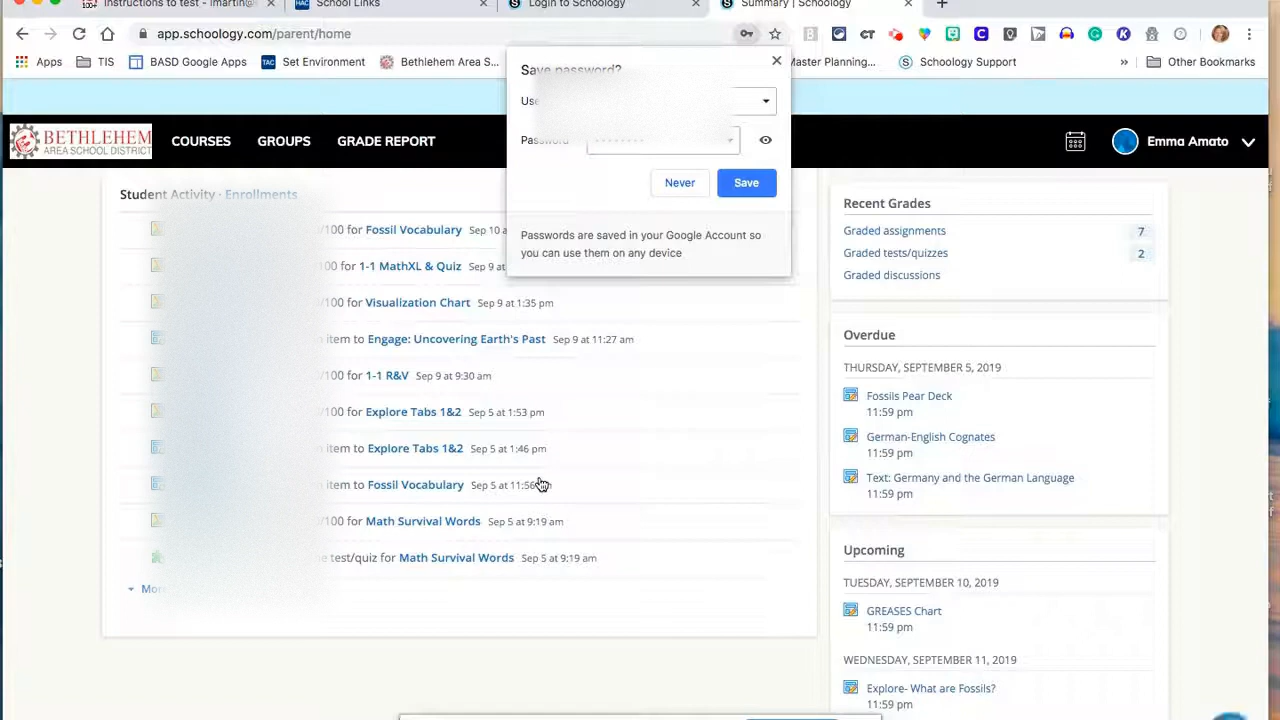 Instructions to test - imartin@
School Links
Login to Schoology
Summary | Schoology
app.schoology.com/parent/home
Apps
TIS
BASD Google Apps
Set Environment
Bethlehem Area S...
Master Planning...
Schoology Support
Other Bookmarks
Save password?
Use
Password
Never
Save
Passwords are saved in your Google Account so
you can use them on any device
BETHLEHEM
AREA SCHOOL DISTRICT
COURSES
GROUPS
GRADE REPORT
Emma Amato
Student Activity · Enrollments
/100 for Fossil Vocabulary Sep 10 a
/100 for 1-1 MathXL & Quiz Sep 9 at
/100 for Visualization Chart Sep 9 at 1:35 pm
item to Engage: Uncovering Earth's Past Sep 9 at 11:27 am
for 1-1 R&V Sep 9 at 9:30 am
/100 for Explore Tabs 1&2 Sep 5 at 1:53 pm
item to Explore Tabs 1&2 Sep 5 at 1:46 pm
item to Fossil Vocabulary Sep 5 at 11:56
/100 for Math Survival Words Sep 5 at 9:19 am
test/quiz for Math Survival Words Sep 5 at 9:19 am
Recent Grades
Graded assignments 7
Graded tests/quizzes 2
Graded discussions
Overdue
THURSDAY, SEPTEMBER 5, 2019
Fossils Pear Deck
11:59 pm
German-English Cognates
11:59 pm
Text: Germany and the German Language
11:59 pm
Upcoming
TUESDAY, SEPTEMBER 10, 2019
GREASES Chart
11:59 pm
WEDNESDAY, SEPTEMBER 11, 2019
Explore- What are Fossils?
11:59 pm